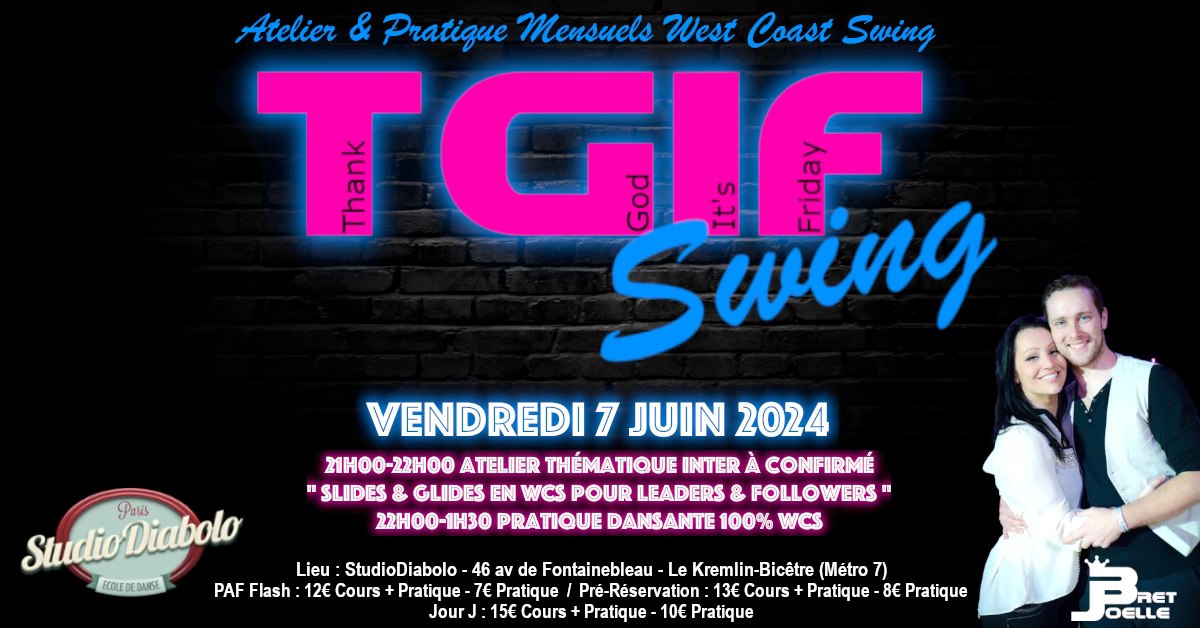 Atelier & Pratique Mensuels West Coast Swing
TGIF
Thank
God
It's
Friday
Swing
VENDREDI 7 JUIN 2024
21H00-22H00 ATELIER THÉMATIQUE INTER À CONFIRMÉ
" SLIDES & GLIDES EN WCS POUR LEADERS & FOLLOWERS "
22H00-1H30 PRATIQUE DANSANTE 100% WCS
Paris
Studio Diabolo
ECOLE DE DANSE
Lieu : StudioDiabolo - 46 av de Fontainebleau - Le Kremlin-Bicêtre (Métro 7)
PAF Flash : 12€ Cours + Pratique - 7€ Pratique / Pré-Réservation : 13€ Cours + Pratique - 8€ Pratique
Jour J : 15€ Cours + Pratique - 10€ Pratique
BRET
JOELLE